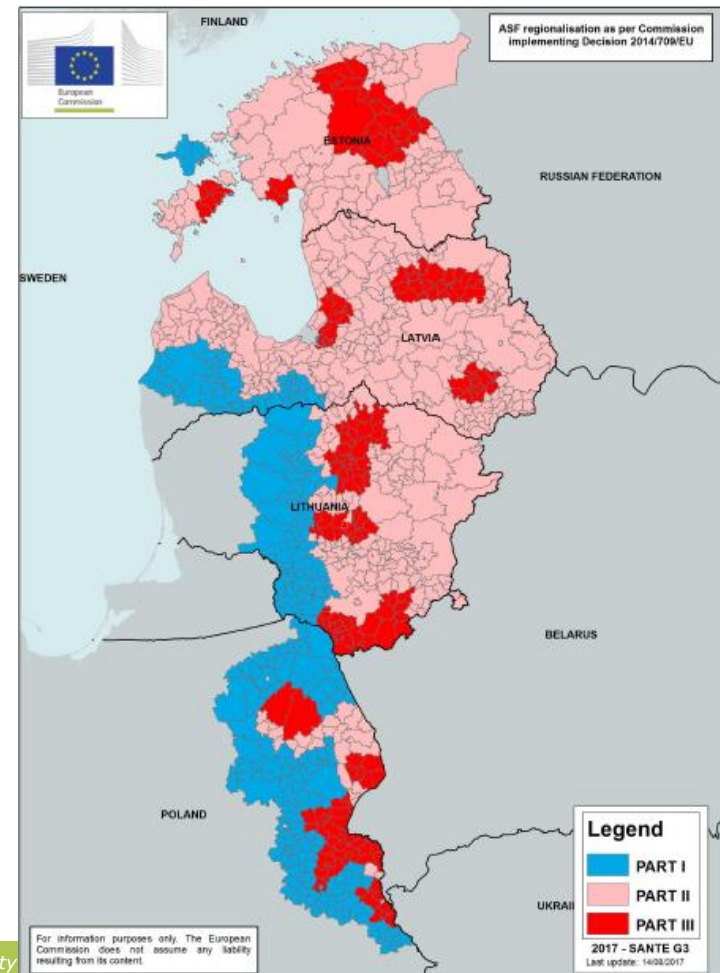 FINLAND
ASF regionalisation as per Commission
implementing Decision 2014/709/EU
European
Commission
ESTONIA
RUSSIAN FEDERATION
SWEDEN
LATVIA
LITHUANIA
BELARUS
POLAND
Legend
PART I
PART II
PART III
UKRAI
2017 - SANTE G3
Last update: 14/08/2017
For information purposes only. The European
Commission does not assume any liability
resulting from its content.
ty